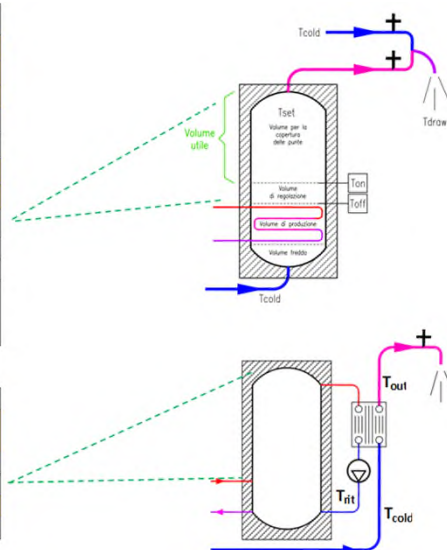 Tcold
Tset
Volume per la
copertura
delle punte
Volume
utile
Tdraw
Volume
di regolazione
Ton
Toff
Volume di produzione
Volume freddo
Tcold
Tout
Trit
Tcold